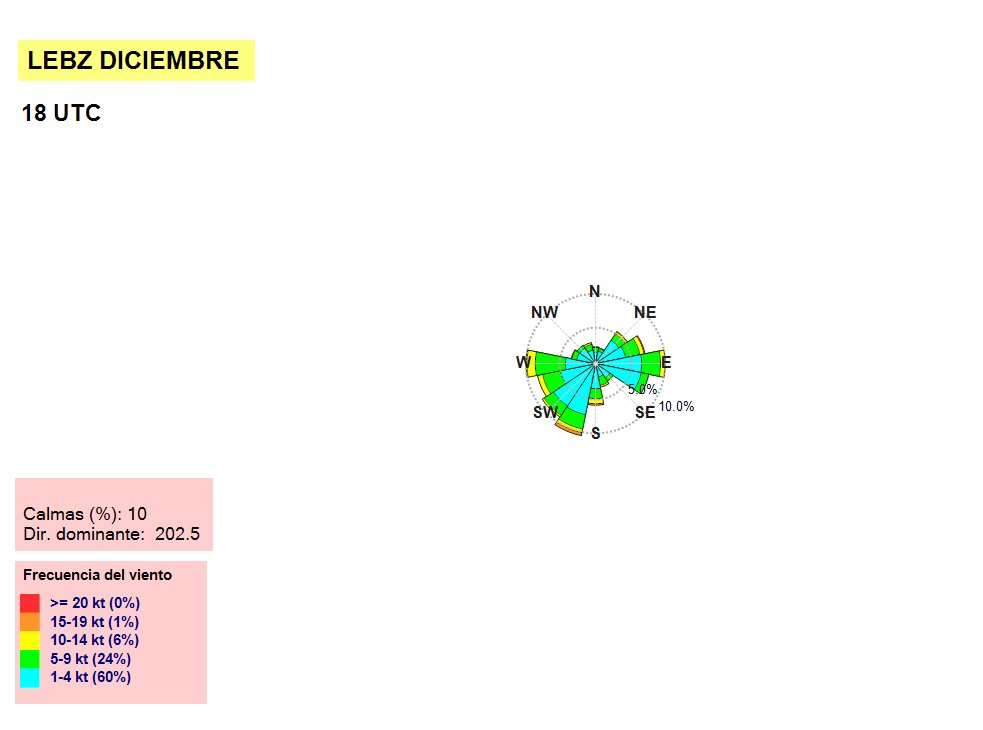 LEBZ DICIEMBRE
18 UTC
N
NW
NE
W
E
5.0%
10.0%
SW
SE
S
Calmas (%): 10
Dir. dominante: 202.5
Frecuencia del viento
>= 20 kt (0%)
15-19 kt (1%)
10-14 kt (6%)
5-9 kt (24%)
1-4 kt (60%)